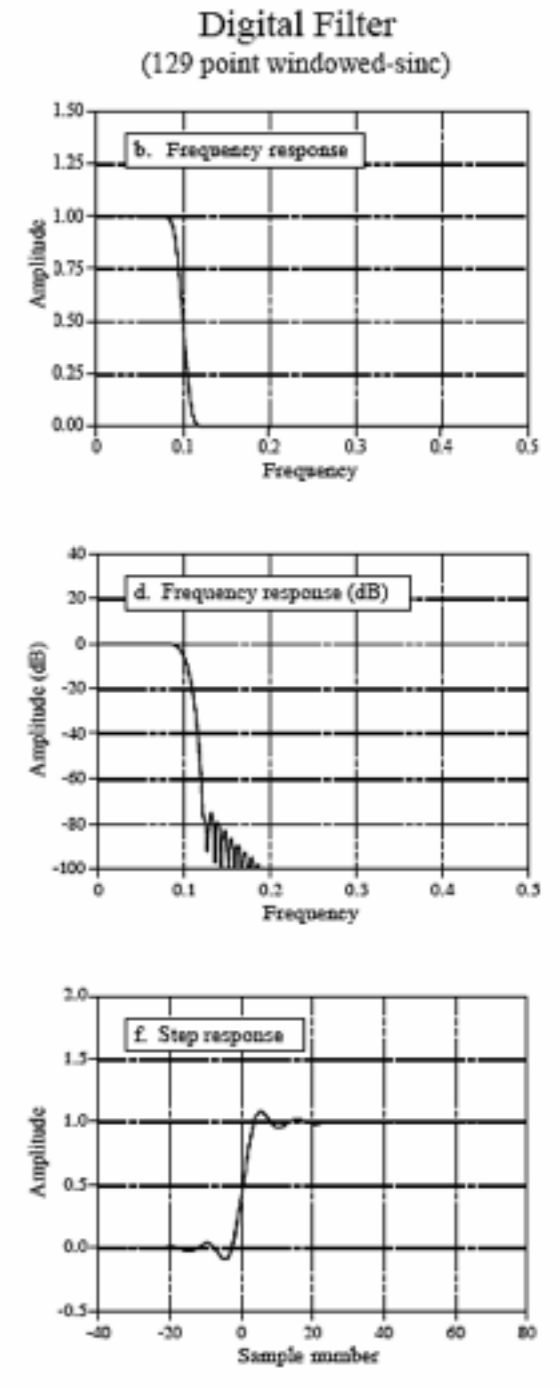 Digital Filter
(129 point windowed-sinc)
1.50
b. Frequency response
1.25
1.00
0.75
0.50
0.25
0.00
Amplitude
0 0.1 0.2 0.3 0.4 0.5
Frequency
40
d. Frequency response (dB)
20
0
-20
-40
-60
-80
-100
Amplitude (dB)
0 0.1 0.2 0.3 0.4 0.5
Frequency
2.0
f. Step response
1.5
1.0
0.5
0.0
-0.5
Amplitude
-40 -20 0 20 40 60 80
Sample number